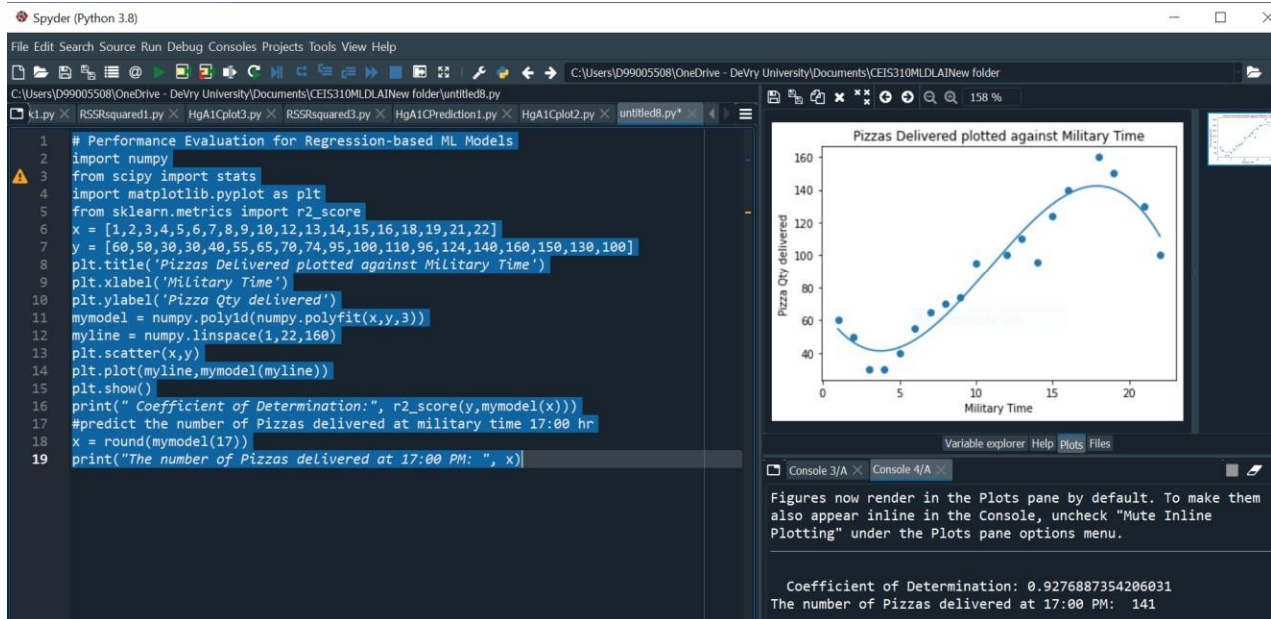 Spyder (Python 3.8)
File Edit Search Source Run Debug Consoles Projects Tools View Help
C:\Users\D99005508\OneDrive - DeVry University\Documents\CEIS310MLDLAINew folder
C:\Users\D99005508\OneDrive - DeVry University\Documents\CEIS310MLDLAINew folder\untitled8.py
k1.py RSSRsquared1.py HgA1Cplot3.py RSSRsquared3.py HgA1CPrediction1.py HgA1Cplot2.py untitled8.py*
1 # Performance Evaluation for Regression-based ML Models
2 import numpy
3 from scipy import stats
4 import matplotlib.pyplot as plt
5 from sklearn.metrics import r2_score
6 x = [1,2,3,4,5,6,7,8,9,10,12,13,14,15,16,18,19,21,22]
7 y = [60,50,30,30,40,55,65,70,74,95,100,110,96,124,140,160,150,130,100]
8 plt.title('Pizzas Delivered plotted against Military Time')
9 plt.xlabel('Military Time')
10 plt.ylabel('Pizza Qty delivered')
11 mymodel = numpy.poly1d(numpy.polyfit(x,y,3))
12 myline = numpy.linspace(1,22,160)
13 plt.scatter(x,y)
14 plt.plot(myline,mymodel(myline))
15 plt.show()
16 print(" Coefficient of Determination:", r2_score(y,mymodel(x)))
17 #predict the number of Pizzas delivered at military time 17:00 hr
18 x = round(mymodel(17))
19 print("The number of Pizzas delivered at 17:00 PM: ", x)
158 %
Pizzas Delivered plotted against Military Time
160
140
120
100
80
60
40
Pizza Qty delivered
0 5 10 15 20
Military Time
Variable explorer Help Plots Files
Console 3/A Console 4/A
Figures now render in the Plots pane by default. To make them
also appear inline in the Console, uncheck "Mute Inline
Plotting" under the Plots pane options menu.
Coefficient of Determination: 0.9276887354206031
The number of Pizzas delivered at 17:00 PM: 141